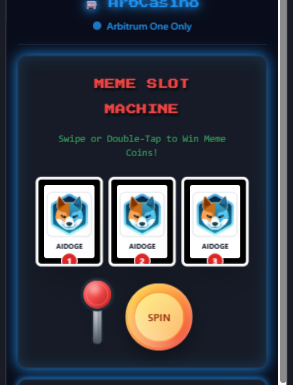 ArbCasino
Arbitrum One Only
MEME SLOT
MACHINE
Swipe or Double-Tap to Win Meme
Coins!
AIDOGE AIDOGE AIDOGE
1 2 3
SPIN